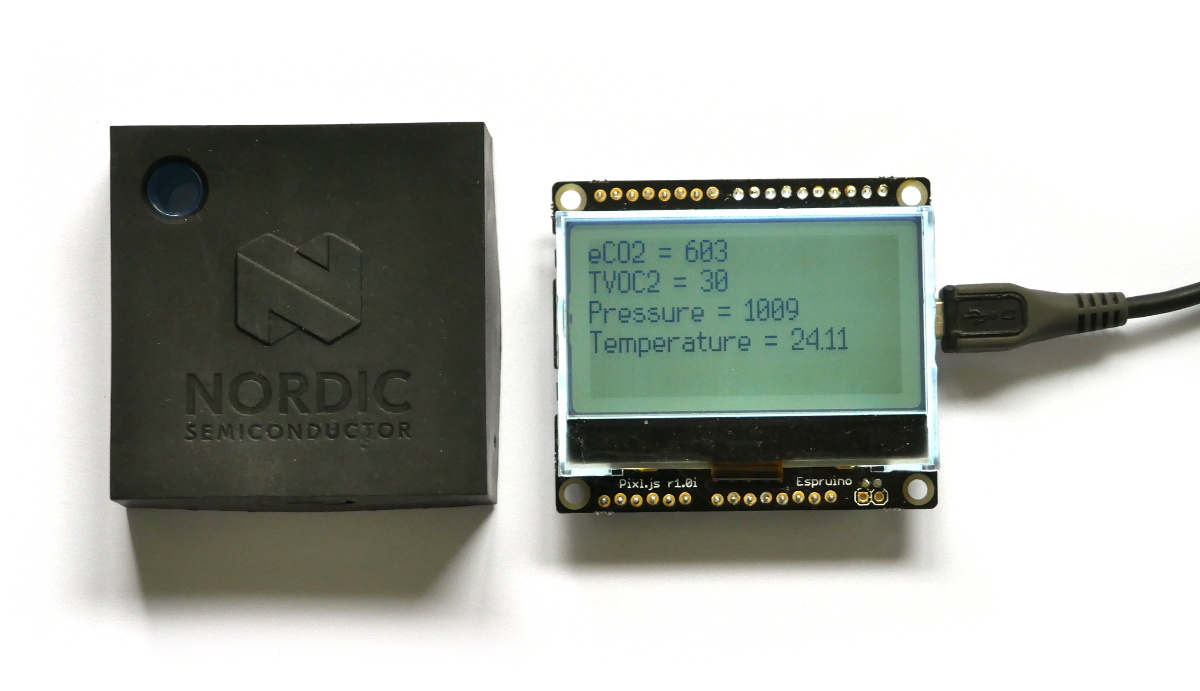 NORDIC
SEMICONDUCTOR
eCO2 = 603
TVOC2 = 30
Pressure = 1009
Temperature = 24.11
Pixl.js r1.0i
Espruino